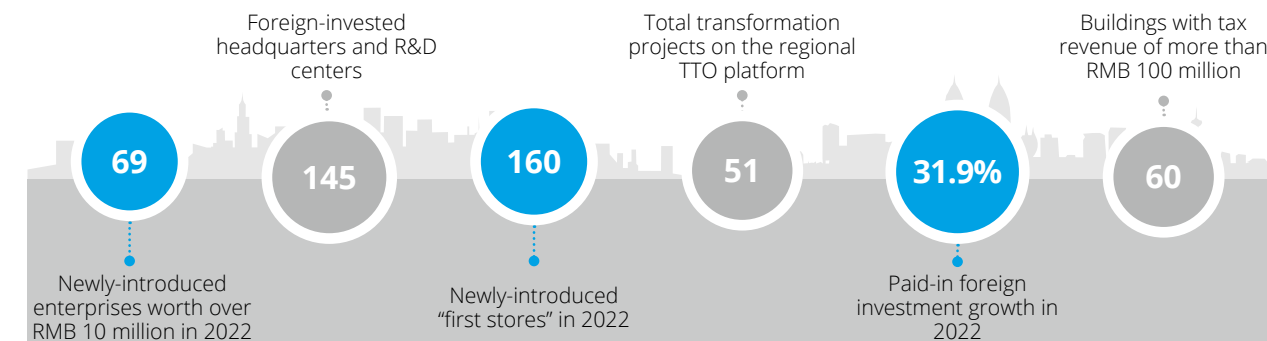 69
Newly-introduced
enterprises worth over
RMB 10 million in 2022
Foreign-invested
headquarters and R&D
centers
145
160
Newly-introduced
“first stores” in 2022
Total transformation
projects on the regional
TTO platform
51
31.9%
Paid-in foreign
investment growth in
2022
Buildings with tax
revenue of more than
RMB 100 million
60